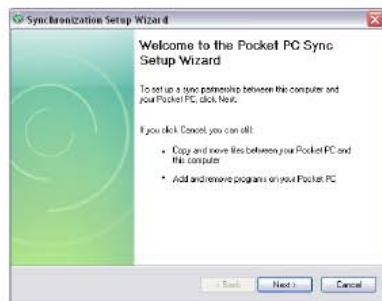 Synchronization Setup Wizard
Welcome to the Pocket PC Sync
Setup Wizard
To set up a sync partnership between this computer and
your Pocket PC, click Next.
If you click Cancel, you can still:
• Copy and move files between your Pocket PC and
this computer
• Add and remove programs on your Pocket PC
< Back
Next >
Cancel